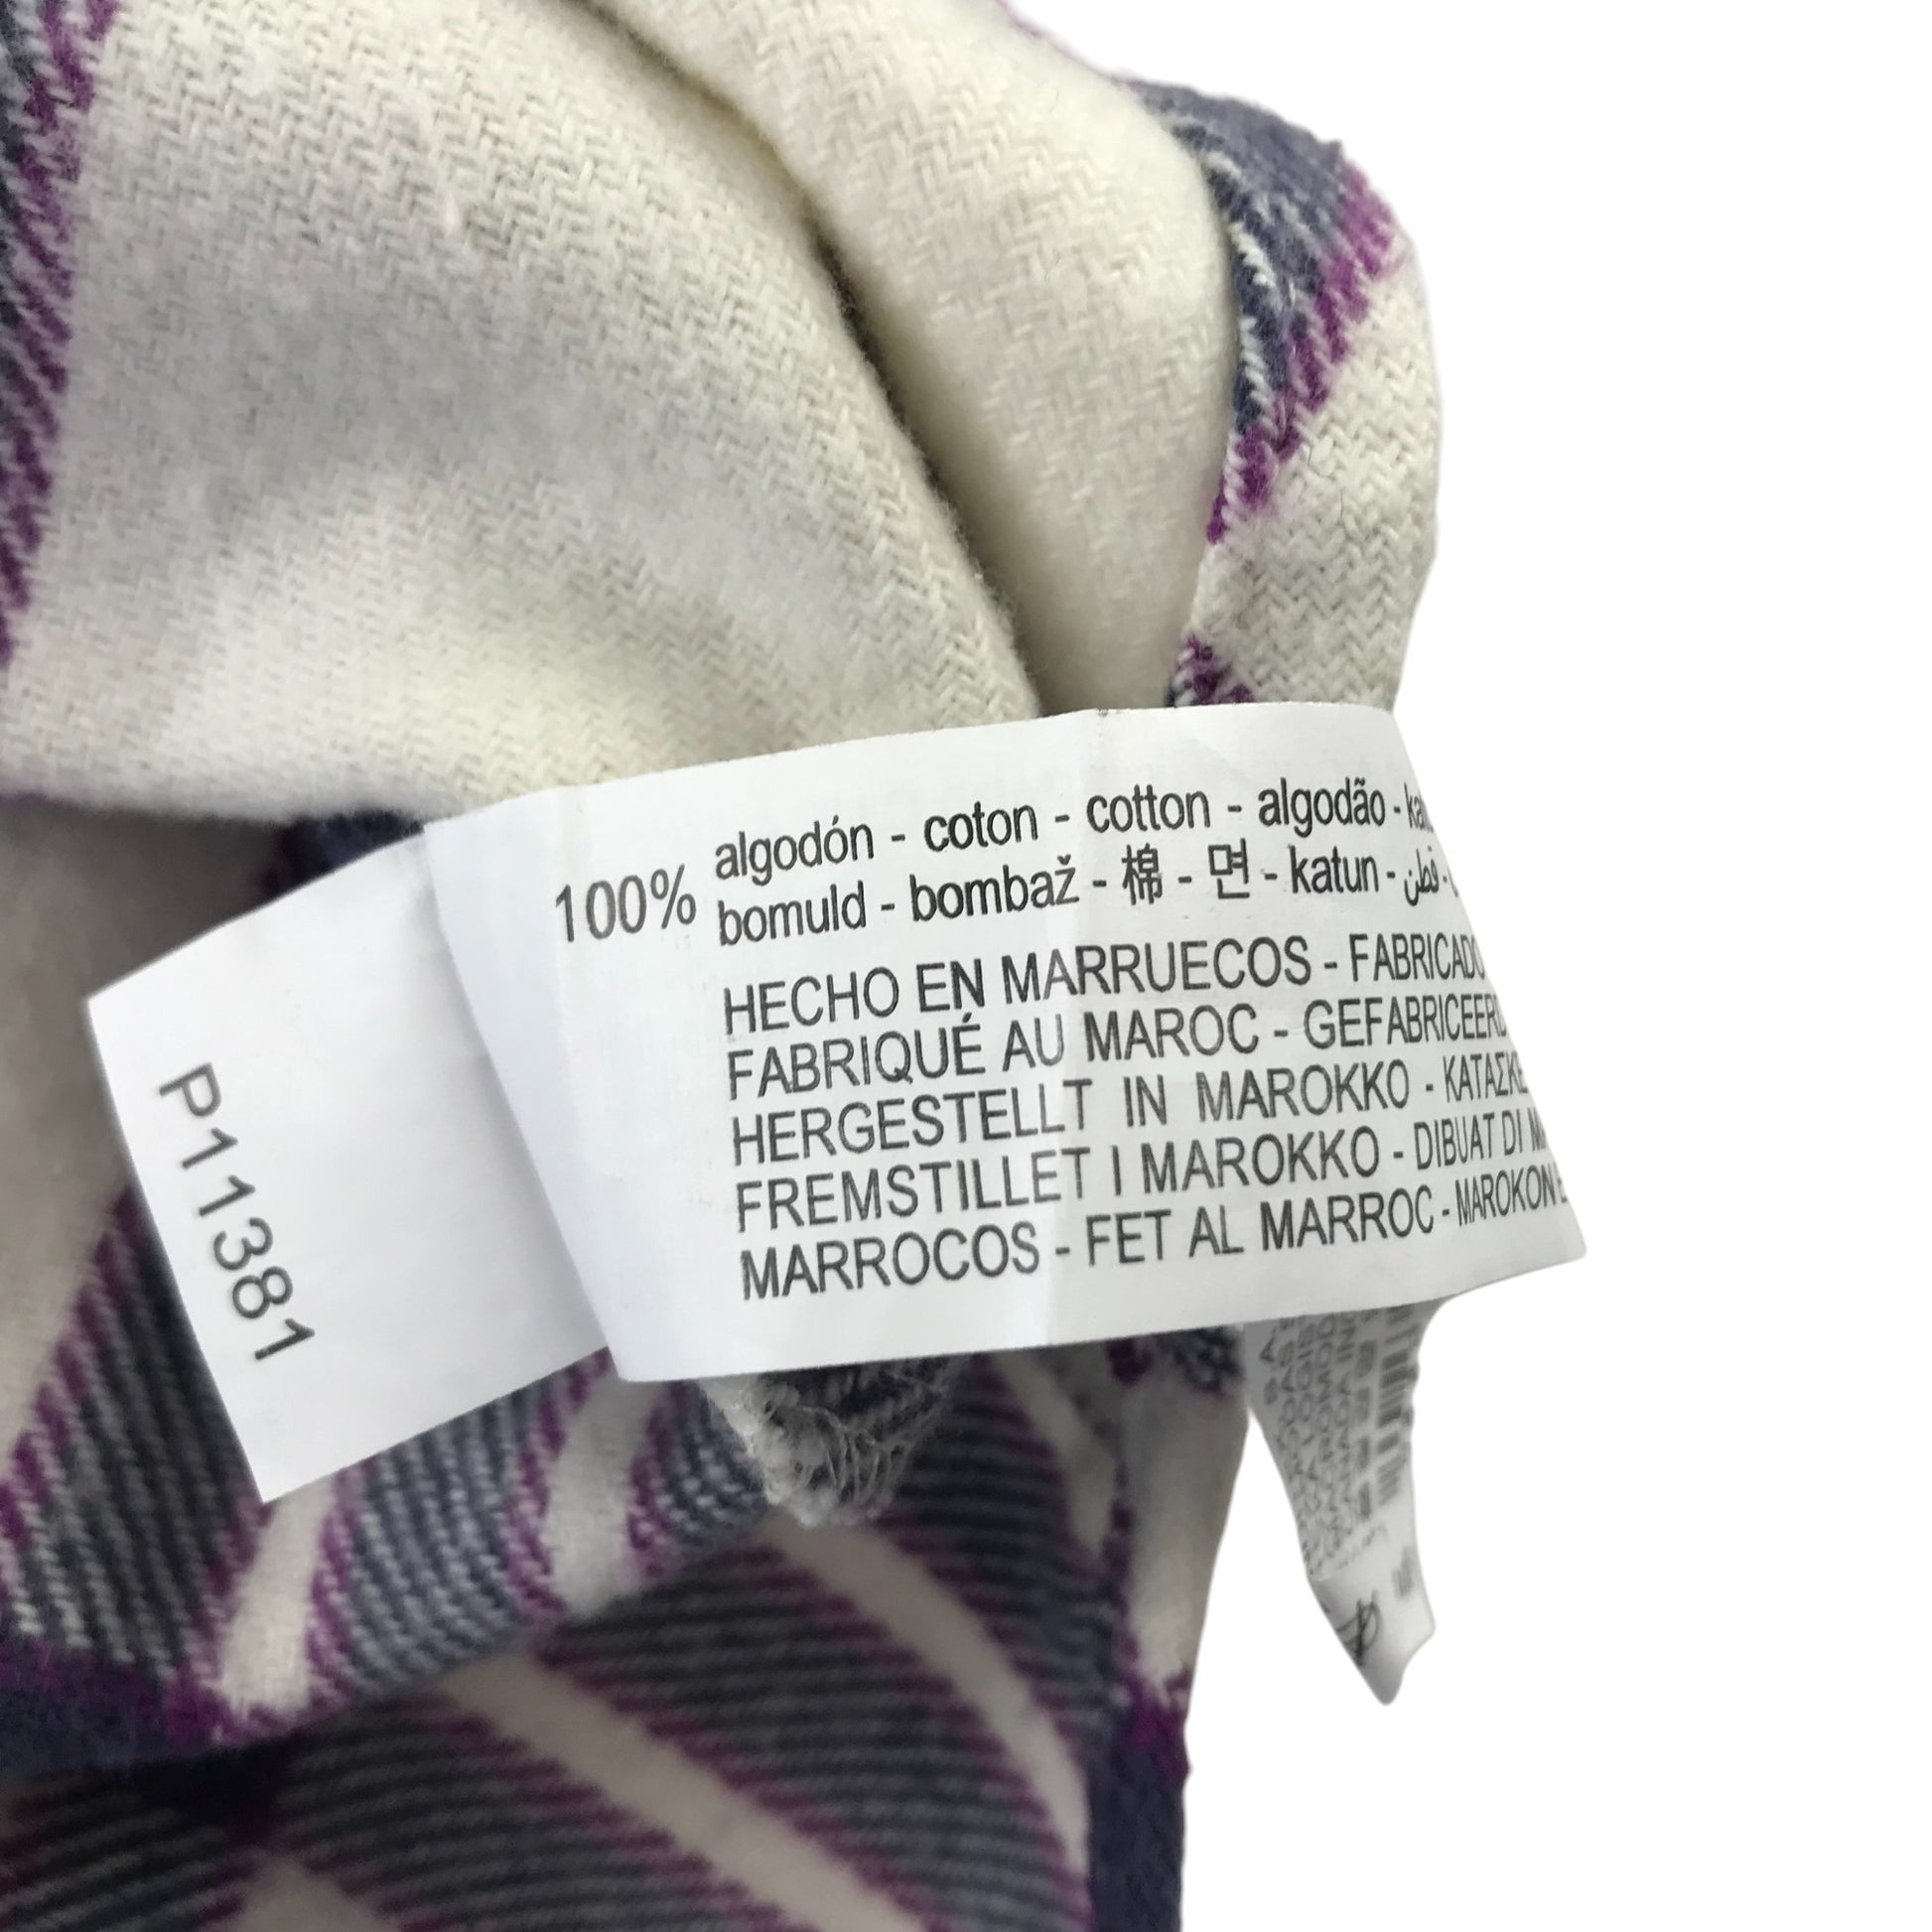 100% algodón - coton - cotton - algodão -
bomuld - bombaž - 棉 - 면 - katun - قطن -
HECHO EN MARRUECOS - FABRICADO
FABRIQUÉ AU MAROC - GEFABRICEERD
HERGESTELLT IN MAROKKO -
FREMSTILLET I MAROKKO - DIBUAT DI
MARROCOS - FET AL MARROC -
P11381